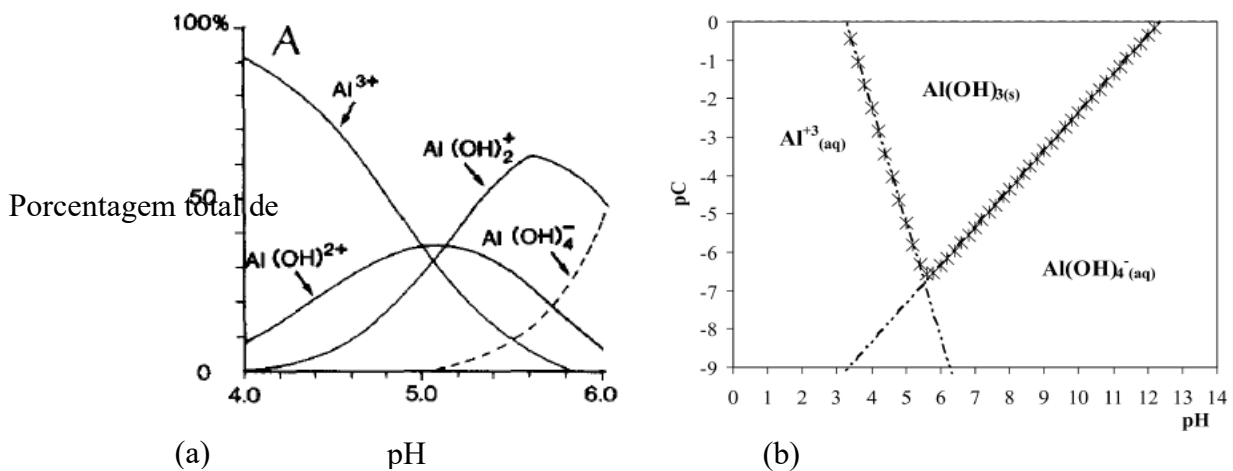 100%
A
Al3+
Al (OH)2+
50
Porcentagem total de
Al (OH)4-
Al (OH)2+
0
4.0 5.0 6.0
(a) pH
0
-1
-2
-3
-4
-5
-6
-7
-8
-9
pC
Al(OH)3(s)
Al+3(aq)
Al(OH)4-(aq)
0 1 2 3 4 5 6 7 8 9 10 11 12 13 14
pH
(b)